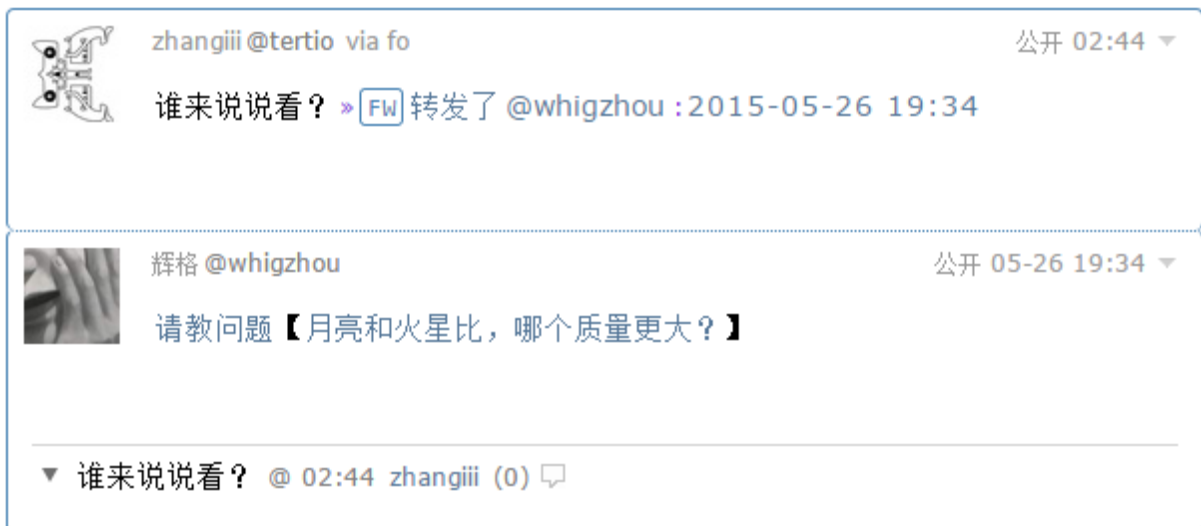 zhangiii @tertio via fo 公开 02:44
谁来说说看？ » FW 转发了 @whigzhou :2015-05-26 19:34
辉格 @whigzhou 公开 05-26 19:34
请教问题【月亮和火星比，哪个质量更大？】
谁来说说看？ @ 02:44 zhangiii (0)